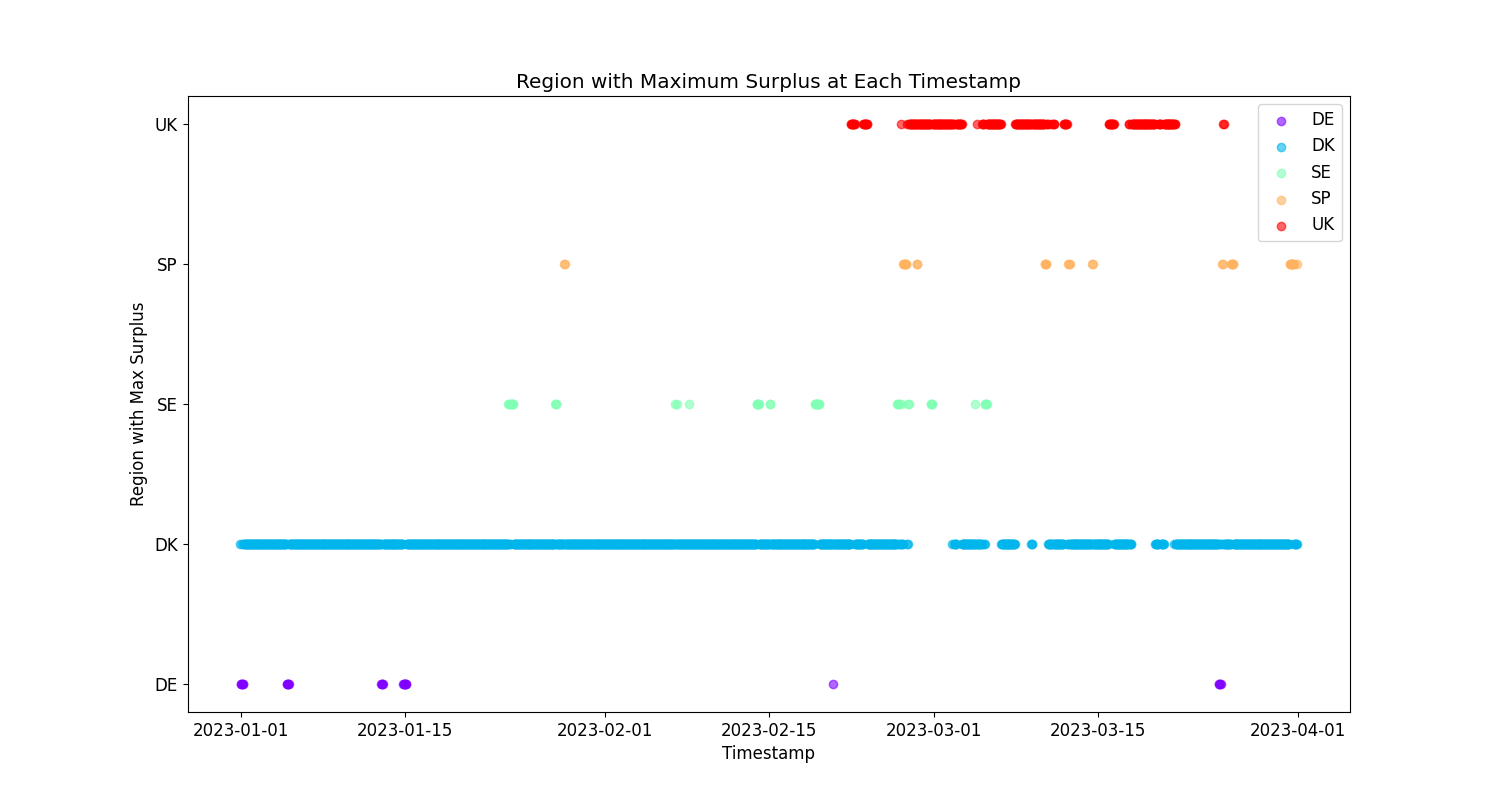 Region with Maximum Surplus at Each Timestamp
Region with Max Surplus
UK
SP
SE
DK
DE
DE
DK
SE
SP
UK
2023-01-01 2023-01-15 2023-02-01 2023-02-15 2023-03-01 2023-03-15 2023-04-01
Timestamp